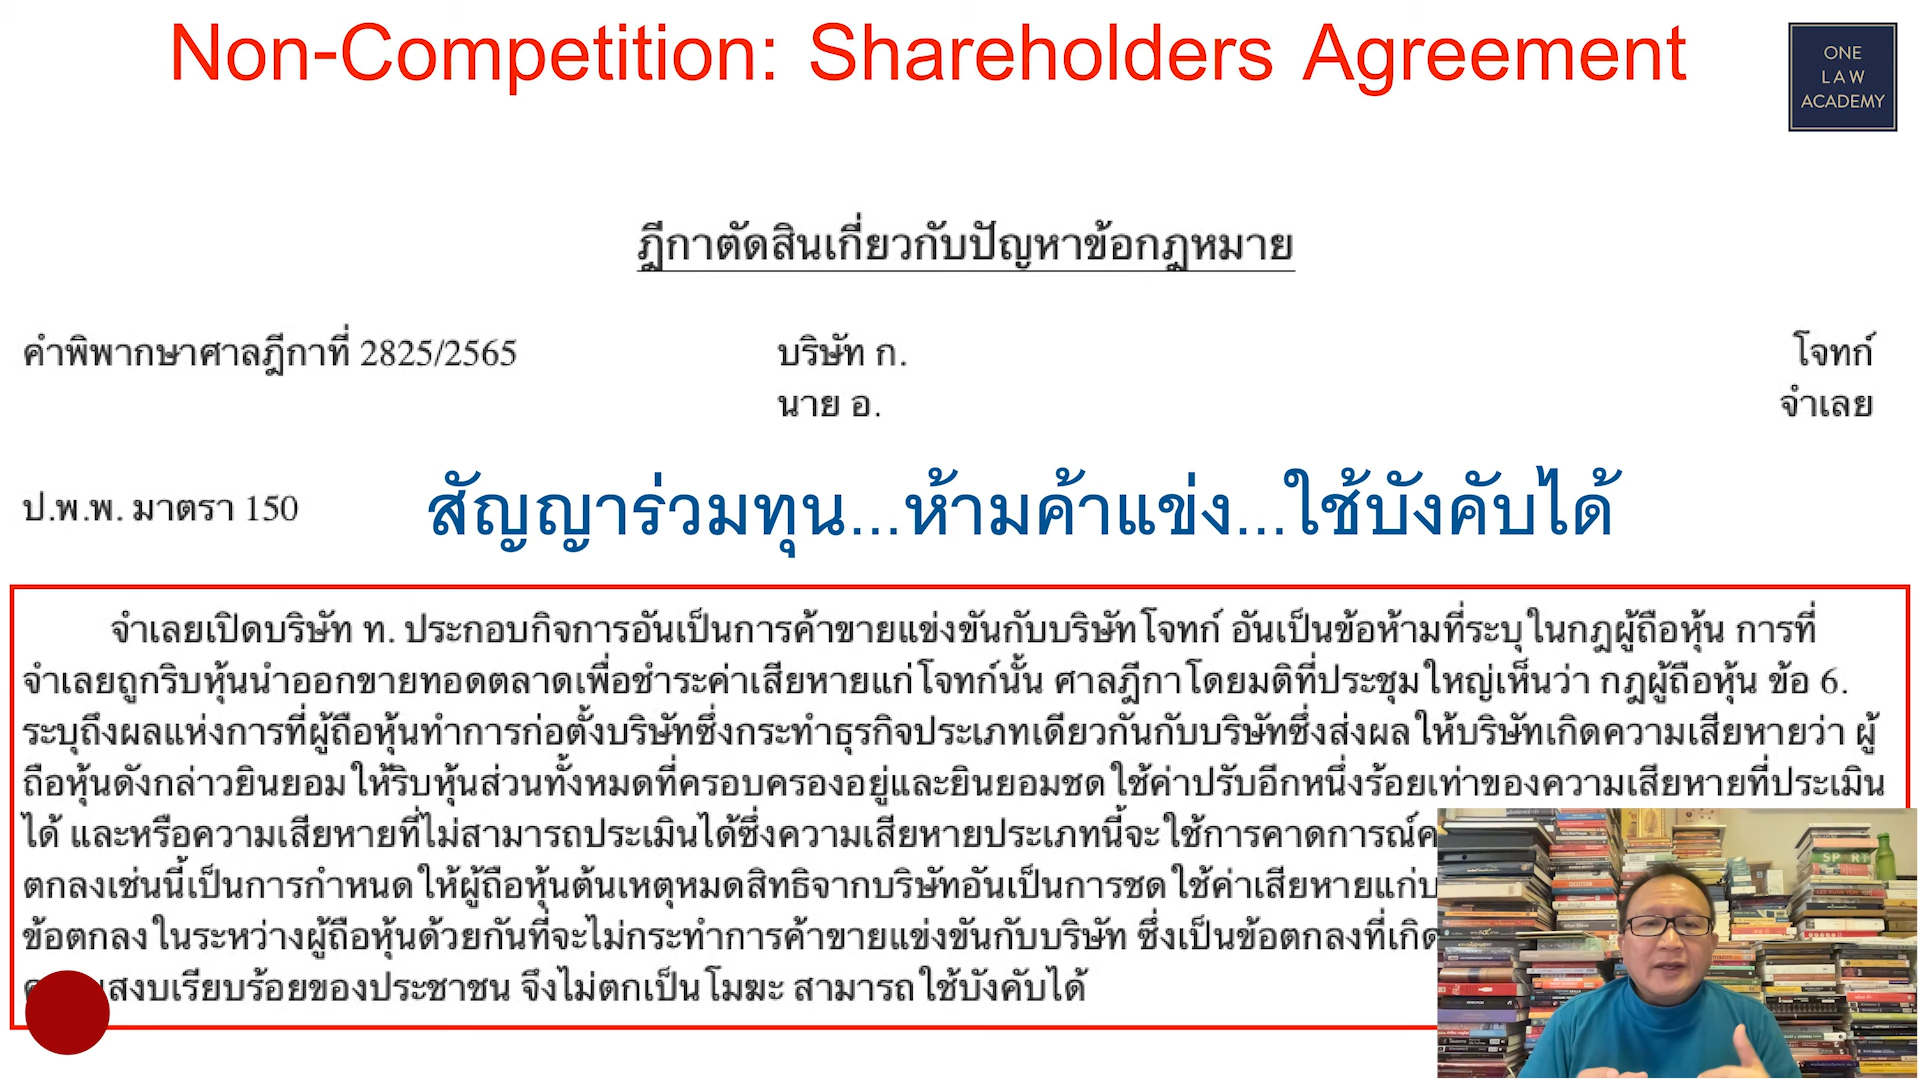 Non-Competition: Shareholders Agreement
ONE
LAW
ACADEMY
ฎีกาตัดสินเกี่ยวกับปัญหาข้อกฎหมาย
คำพิพากษาศาลฎีกาที่ 2825/2565 บริษัท ก. โจทก์
นาย อ. จำเลย
ป.พ.พ. มาตรา 150 สัญญาร่วมทุน...ห้ามค้าแข่ง...ใช้บังคับได้
จำเลยเปิดบริษัท ท. ประกอบกิจการอันเป็นการค้าขายแข่งขันกับบริษัทโจทก์ อันเป็นข้อห้ามที่ระบุในกฎผู้ถือหุ้น การที่
จำเลยถูกริบหุ้นนำออกขายทอดตลาดเพื่อชำระค่าเสียหายแก่โจทก์นั้น ศาลฎีกาโดยมติที่ประชุมใหญ่เห็นว่า กฎผู้ถือหุ้น ข้อ 6.
ระบุถึงผลแห่งการที่ผู้ถือหุ้นทำการก่อตั้งบริษัทซึ่งกระทำธุรกิจประเภทเดียวกันกับบริษัทซึ่งส่งผลให้บริษัทเกิดความเสียหายว่า ผู้
ถือหุ้นดังกล่าวยินยอมให้ริบหุ้นส่วนทั้งหมดที่ครอบครองอยู่และยินยอมชดใช้ค่าปรับอีกหนึ่งร้อยเท่าของความเสียหายที่ประเมิน
ได้ และหรือความเสียหายที่ไม่สามารถประเมินได้ซึ่งความเสียหายประเภทนี้จะใช้การคาดการณ์
ตกลงเช่นนี้เป็นการกำหนดให้ผู้ถือหุ้นต้นเหตุหมดสิทธิจากบริษัทอันเป็นการชดใช้ค่าเสียหายแก่
ข้อตกลงในระหว่างผู้ถือหุ้นด้วยกันที่จะไม่กระทำการค้าขายแข่งขันกับบริษัท ซึ่งเป็นข้อตกลงที่เกิด
สงบเรียบร้อยของประชาชน จึงไม่ตกเป็นโมฆะ สามารถใช้บังคับได้